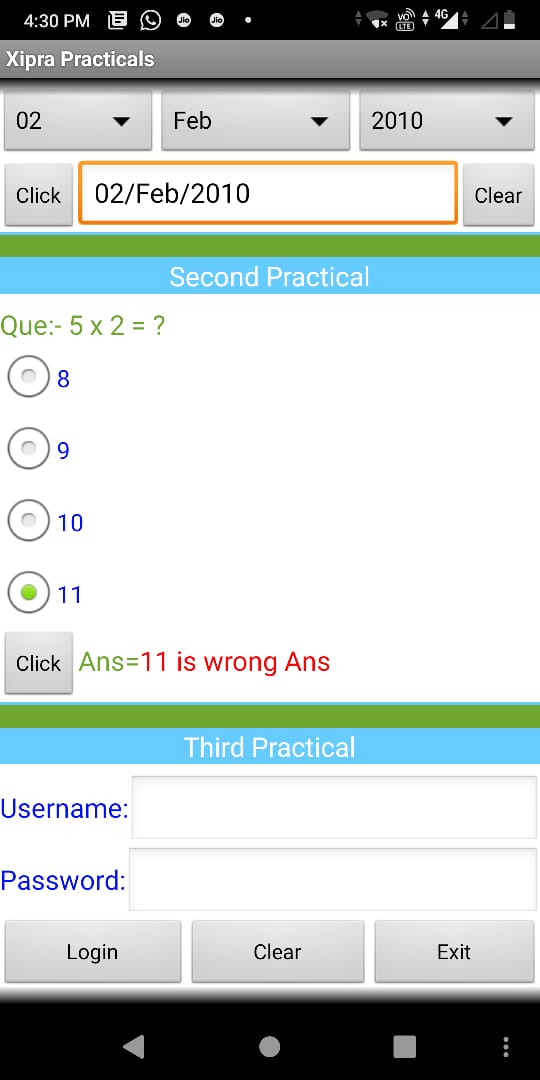 4:30 PM Jio Jio VO LTE 4G
Xipra Practicals
02 Feb 2010
Click 02/Feb/2010 Clear
Second Practical
Que:- 5 x 2 = ?
8
9
10
11
Click Ans=11 is wrong Ans
Third Practical
Username:
Password:
Login Clear Exit